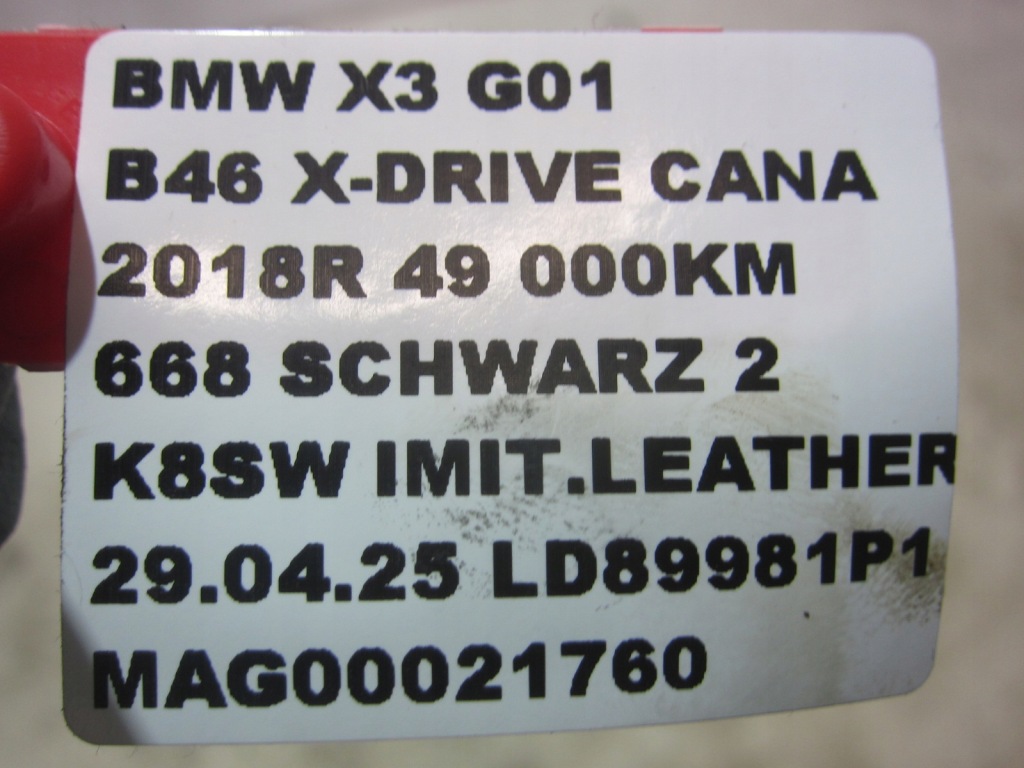 BMW X3 G01
B46 X-DRIVE CANA
2018R 49 000KM
668 SCHWARZ 2
K8SW IMIT.LEATHER
29.04.25 LD89981P1
MAG00021760